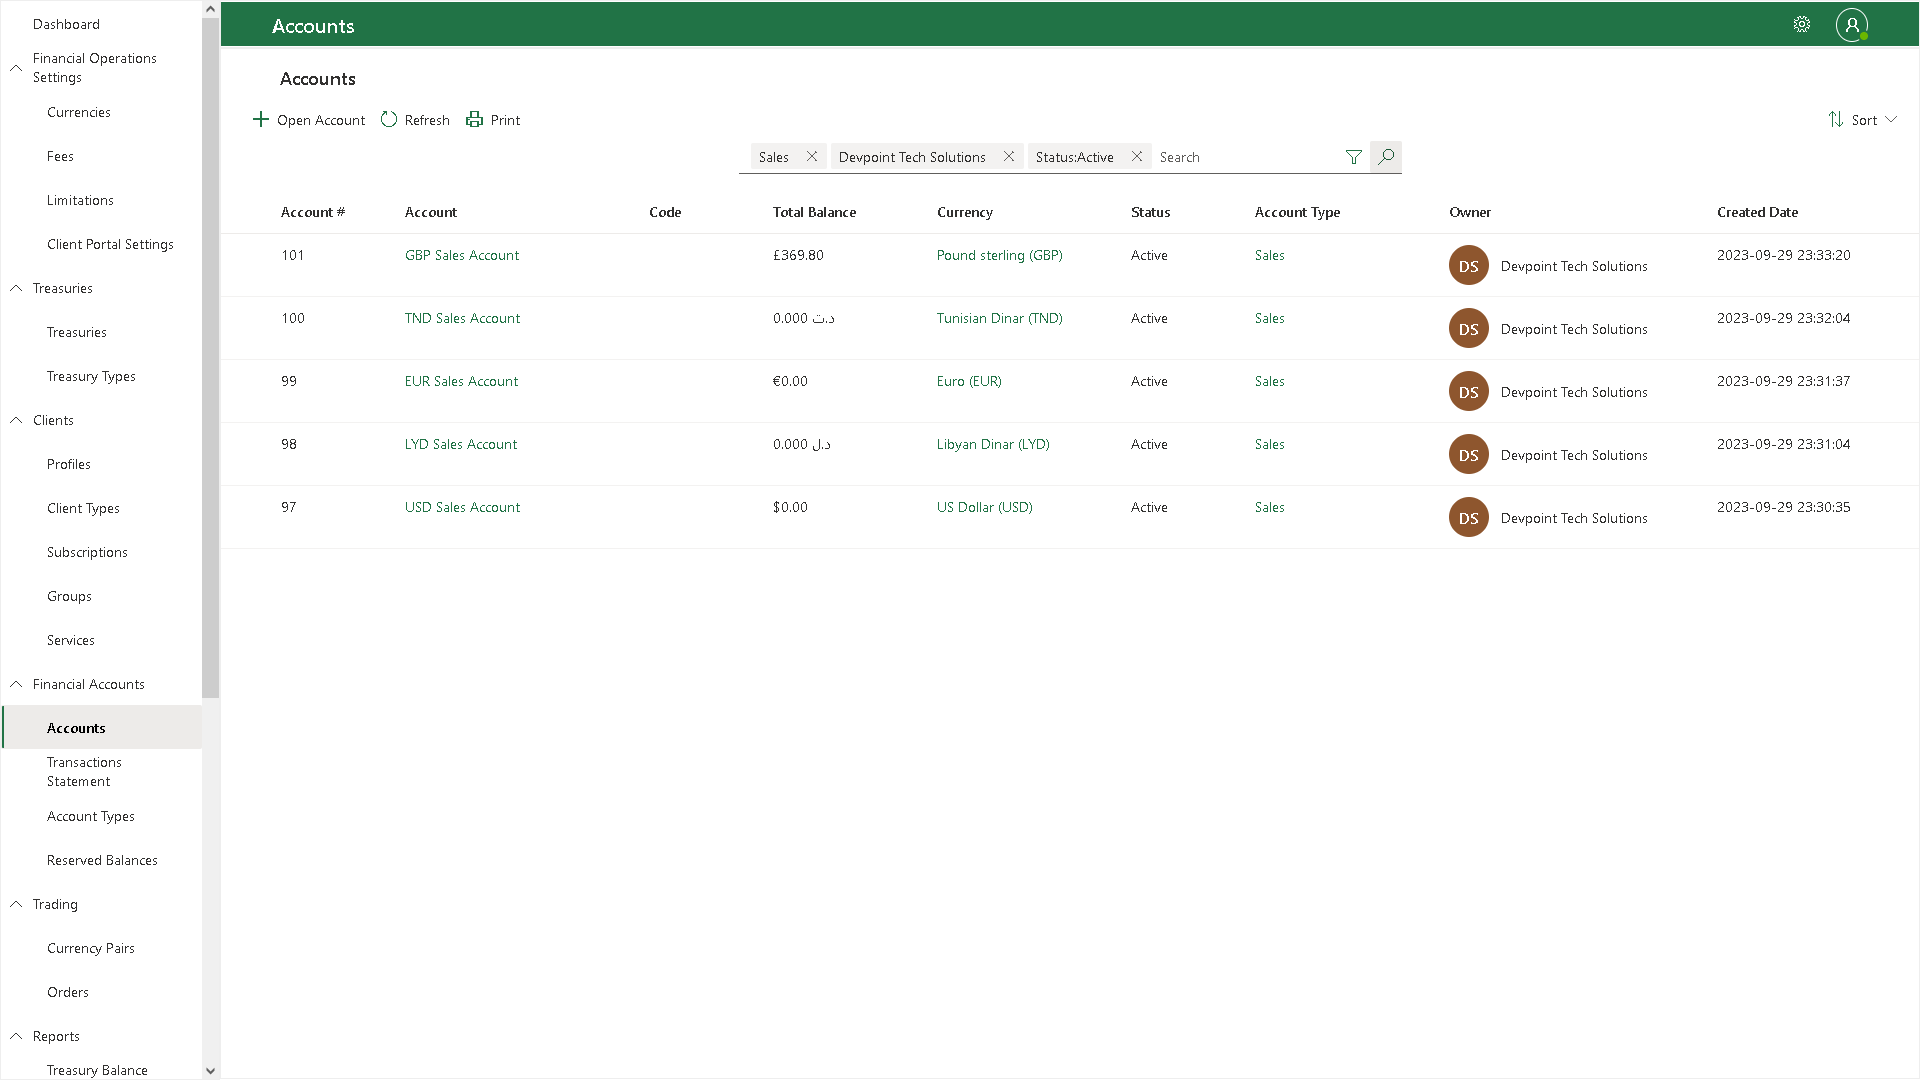 Dashboard
Financial Operations
Settings
Currencies
Fees
Limitations
Client Portal Settings
Treasuries
Treasuries
Treasury Types
Clients
Profiles
Client Types
Subscriptions
Groups
Services
Financial Accounts
Accounts
Transactions
Statement
Account Types
Reserved Balances
Trading
Currency Pairs
Orders
Reports
Treasury Balance
Accounts
Accounts
Open Account Refresh Print Sort
Sales Devpoint Tech Solutions Status:Active Search
Account # Account Code Total Balance Currency Status Account Type Owner Created Date
101 GBP Sales Account £369.80 Pound sterling (GBP) Active Sales DS Devpoint Tech Solutions 2023-09-29 23:33:20
100 TND Sales Account 0.000 د.ت Tunisian Dinar (TND) Active Sales DS Devpoint Tech Solutions 2023-09-29 23:32:04
99 EUR Sales Account €0.00 Euro (EUR) Active Sales DS Devpoint Tech Solutions 2023-09-29 23:31:37
98 LYD Sales Account 0.000 د.ل Libyan Dinar (LYD) Active Sales DS Devpoint Tech Solutions 2023-09-29 23:31:04
97 USD Sales Account $0.00 US Dollar (USD) Active Sales DS Devpoint Tech Solutions 2023-09-29 23:30:35